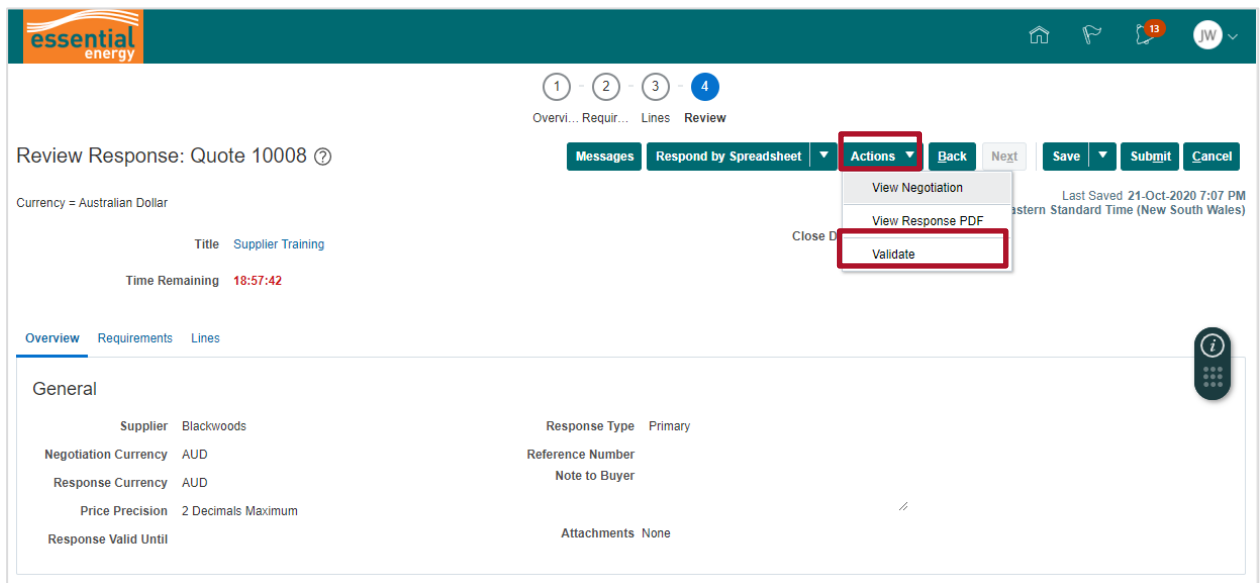 essential
energy
13
JW
1 2 3 4
Overvi... Requir... Lines Review
Review Response: Quote 10008 ?
Messages Respond by Spreadsheet Actions Back Next Save Submit Cancel
View Negotiation
View Response PDF
Validate
Last Saved 21-Oct-2020 7:07 PM
astern Standard Time (New South Wales)
Currency = Australian Dollar
Title Supplier Training
Close D
Time Remaining 18:57:42
Overview Requirements Lines
i
General
Supplier Blackwoods
Negotiation Currency AUD
Response Currency AUD
Price Precision 2 Decimals Maximum
Response Valid Until
Response Type Primary
Reference Number
Note to Buyer
Attachments None